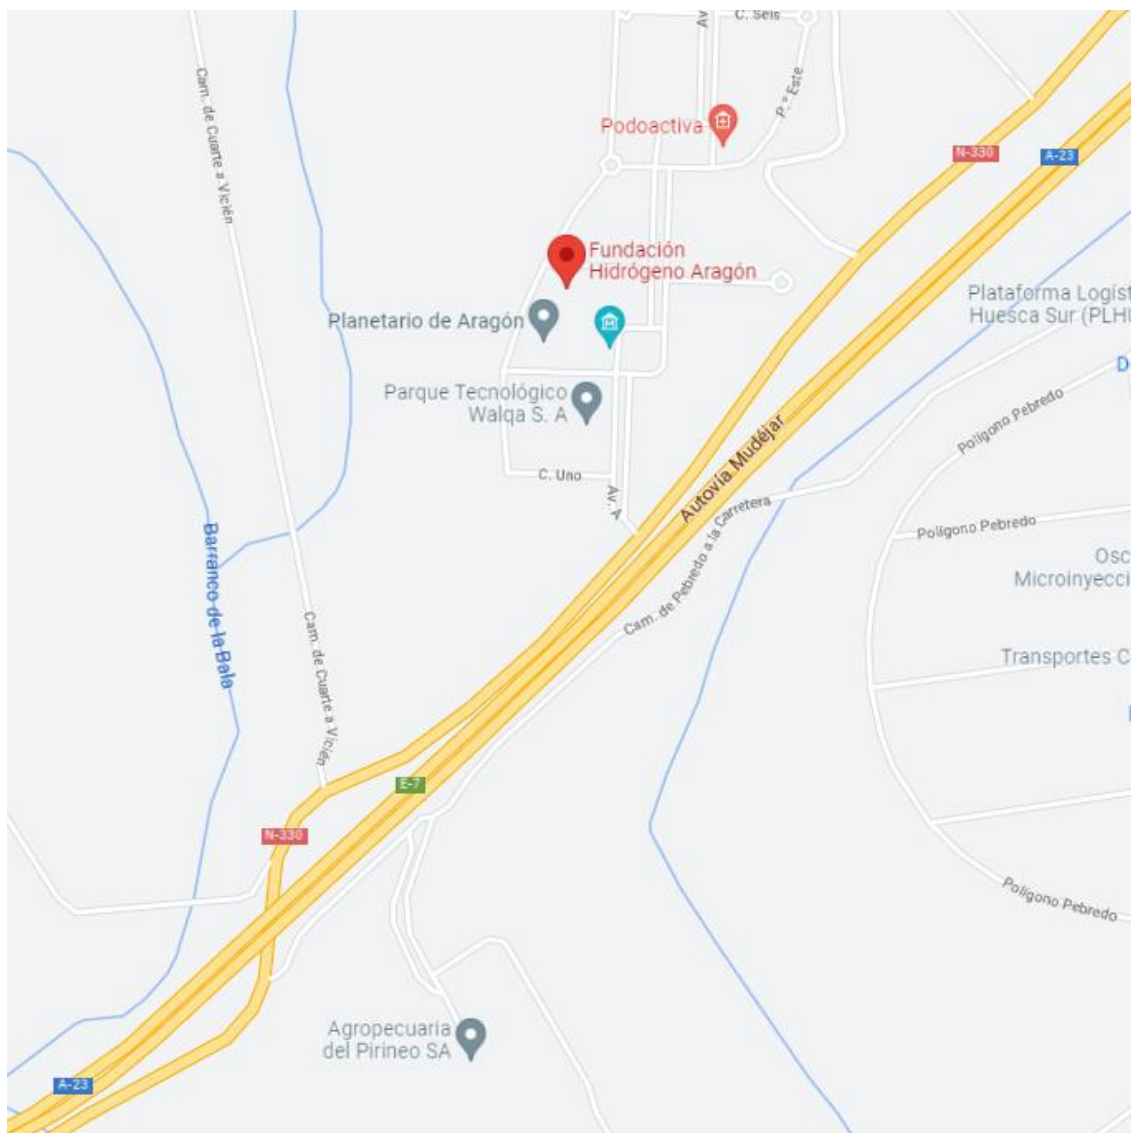 C. Seis
Av
Cam. de Cuarte a Vicién
P.º Este
Podoactiva
N-330
A-23
Fundación
Hidrógeno Aragón
Plataforma Logíst
Huesca Sur (PLHU
Planetario de Aragón
D
Parque Tecnológico
Walqa S. A
Polígono Pebredo
Autovía Mudéjar
C. Uno
Av. A
Cam. de Pebredo a la Carretera
Polígono Pebredo
Barranco de la Bala
Osc
Microinyecci
Cam. de Cuarte a Vicién
Transportes C
E-7
N-330
Polígono Pebredo
Agropecuaria
del Pirineo SA
A-23